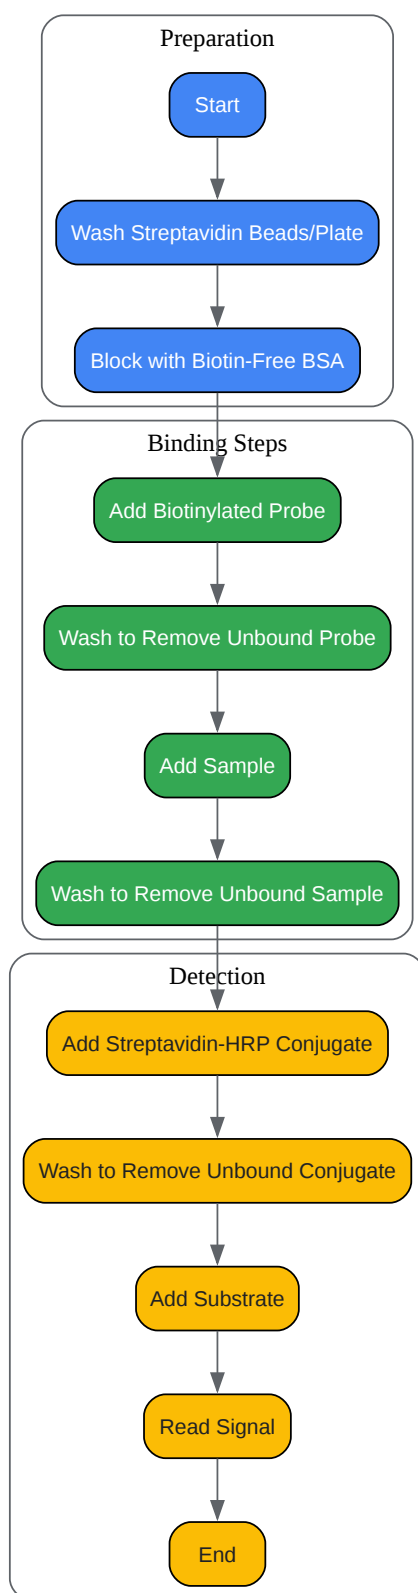 Preparation
Start
Wash Streptavidin Beads/Plate
Block with Biotin-Free BSA
Binding Steps
Add Biotinylated Probe
Wash to Remove Unbound Probe
Add Sample
Wash to Remove Unbound Sample
Detection
Add Streptavidin-HRP Conjugate
Wash to Remove Unbound Conjugate
Add Substrate
Read Signal
End